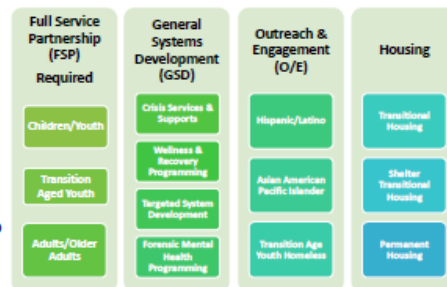 Full Service
Partnership
(FSP)
Required
Children/Youth
Transition
Aged Youth
Adults/Older
Adults
General
Systems
Development
(GSD)
Crisis Services &
Supports
Wellness &
Recovery
Programming
Targeted System
Development
Forensic Mental
Health
Programming
Outreach &
Engagement
(O/E)
Hispanic/Latino
Asian American
Pacific Islander
Transition Age
Youth Homeless
Housing
Transitional
Housing
Shelter
Transitional
Housing
Permanent
Housing